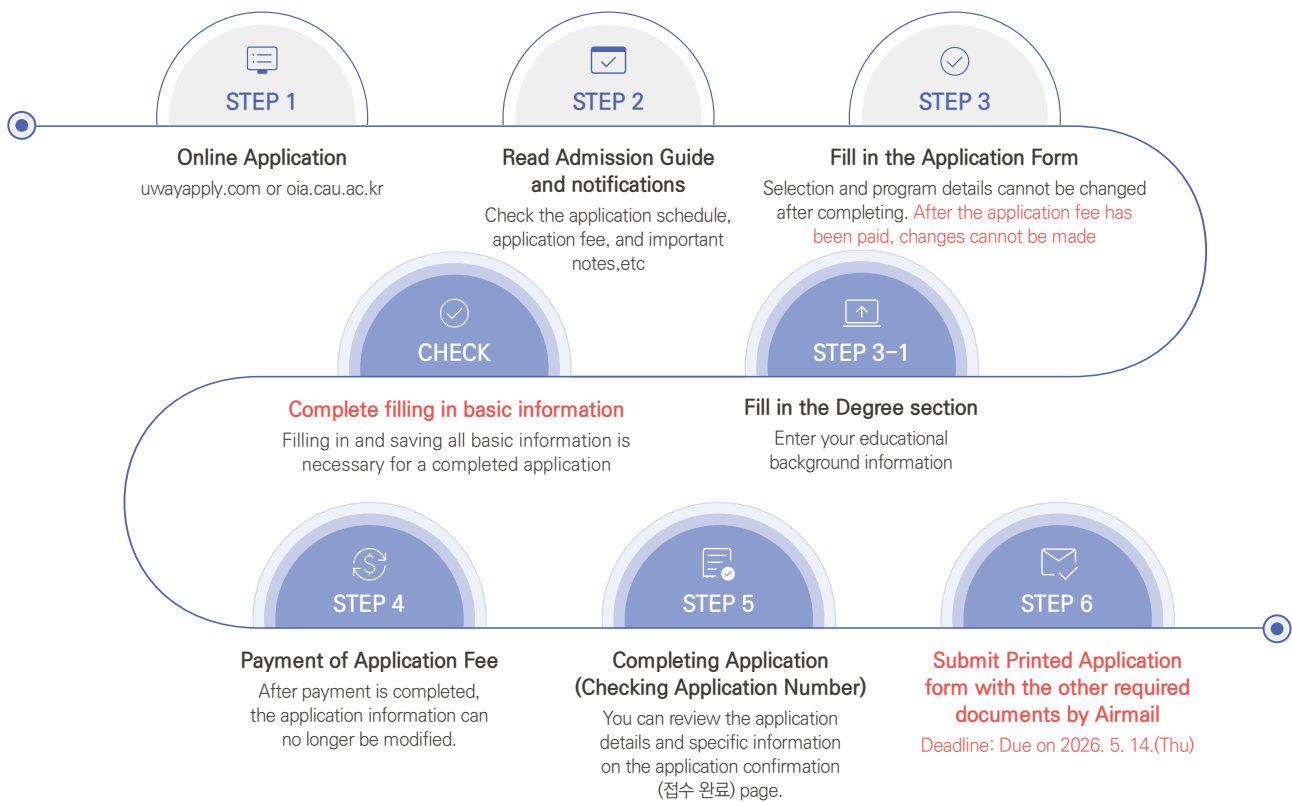 STEP 1
Online Application
uwayapply.com or oia.cau.ac.kr
STEP 2
Read Admission Guide
and notifications
Check the application schedule,
application fee, and important
notes,etc
STEP 3
Fill in the Application Form
Selection and program details cannot be changed
after completing. After the application fee has
been paid, changes cannot be made
STEP 3-1
Fill in the Degree section
Enter your educational
background information
CHECK
Complete filling in basic information
Filling in and saving all basic information is
necessary for a completed application
STEP 4
Payment of Application Fee
After payment is completed,
the application information can
no longer be modified.
STEP 5
Completing Application
(Checking Application Number)
You can review the application
details and specific information
on the application confirmation
(접수 완료) page.
STEP 6
Submit Printed Application
form with the other required
documents by Airmail
Deadline: Due on 2026. 5. 14.(Thu)